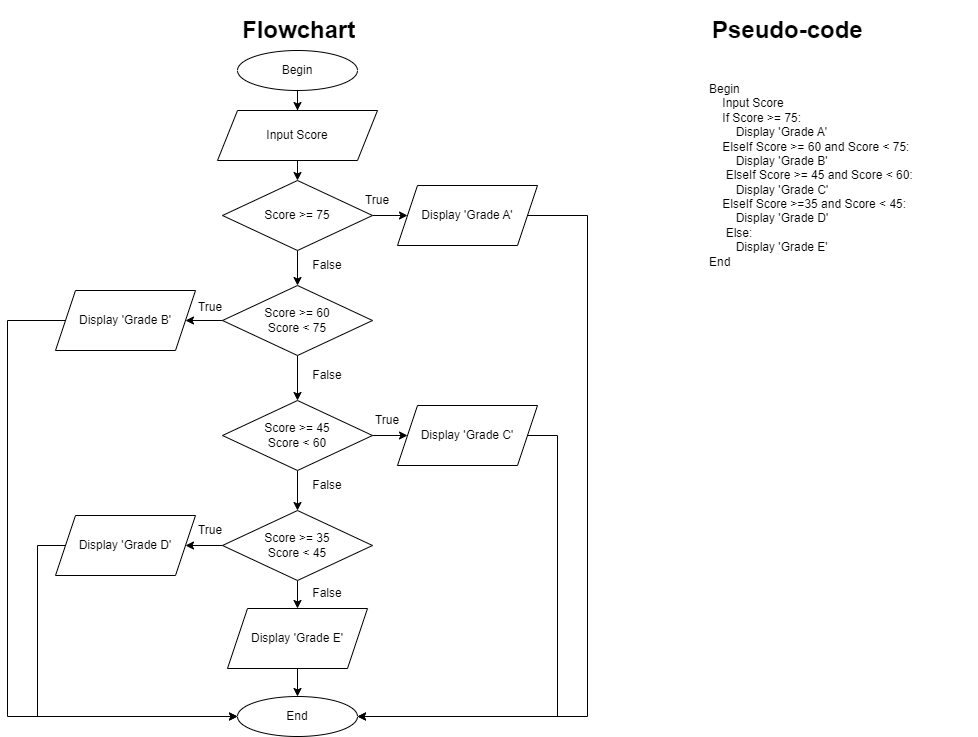 Flowchart
Begin
Input Score
Score >= 75
True
Display 'Grade A'
False
Score >= 60
Score < 75
True
Display 'Grade B'
False
Score >= 45
Score < 60
True
Display 'Grade C'
False
Score >= 35
Score < 45
True
Display 'Grade D'
False
Display 'Grade E'
End
Pseudo-code
Begin
Input Score
If Score >= 75:
Display 'Grade A'
ElseIf Score >= 60 and Score < 75:
Display 'Grade B'
ElseIf Score >= 45 and Score < 60:
Display 'Grade C'
ElseIf Score >=35 and Score < 45:
Display 'Grade D'
Else:
Display 'Grade E'
End